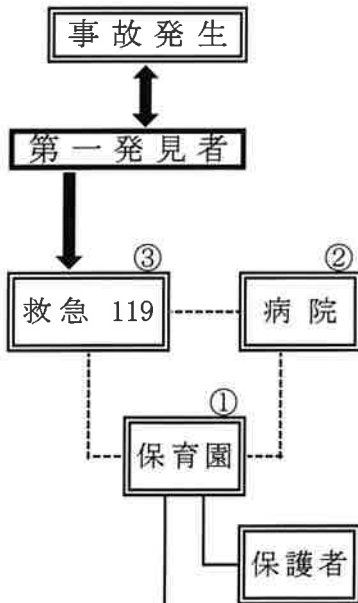 事故発生
第一発見者
③
②
救急 119
病院
①
保育園
保護者